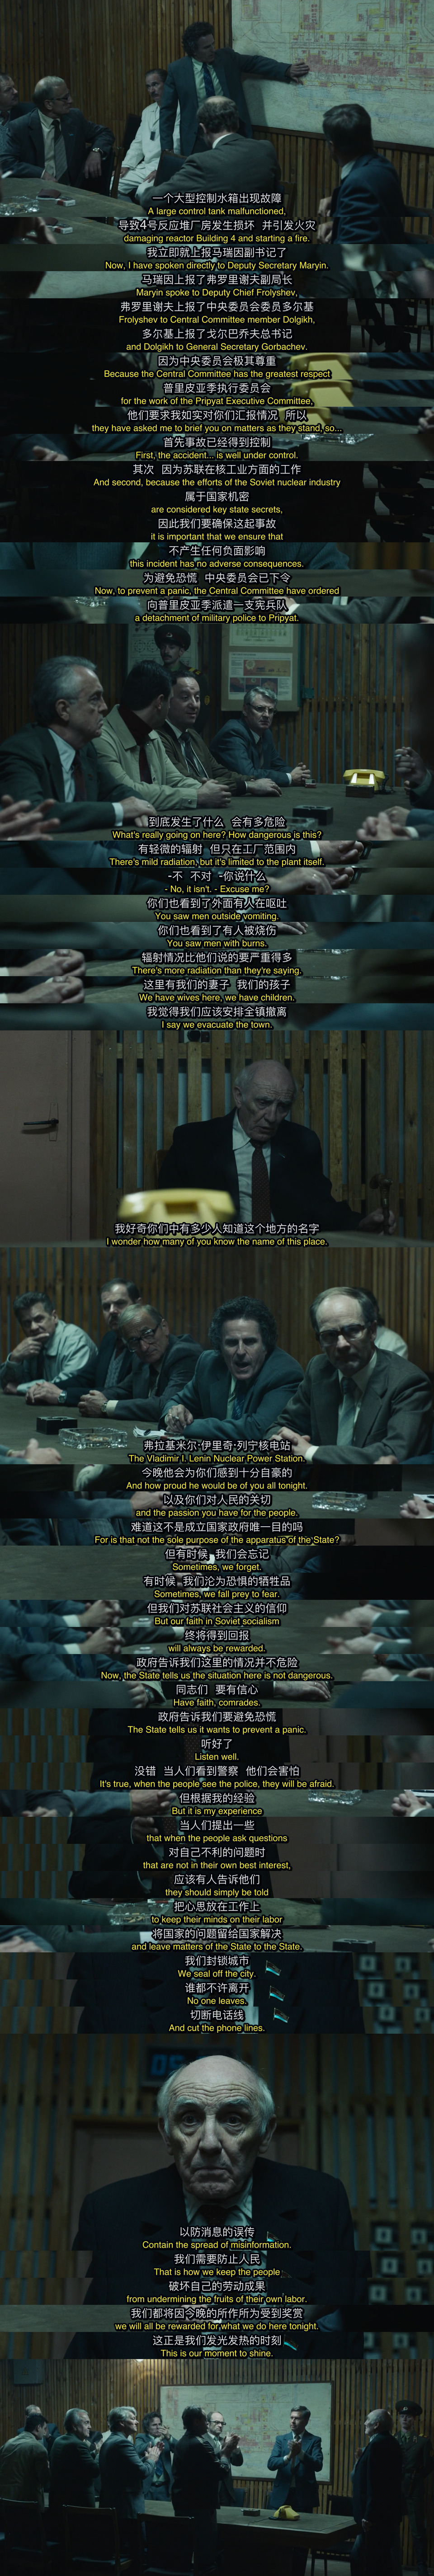 一个大型控制水箱出现故障
A large control tank malfunctioned,
导致4号反应堆厂房发生损坏 并引发火灾
damaging reactor Building 4 and starting a fire.
我立即就上报马瑞因副书记了
Now, I have spoken directly to Deputy Secretary Maryin.
马瑞因上报了弗罗里谢夫副局长
Maryin spoke to Deputy Chief Frolyshev,
弗罗里谢夫上报了中央委员会委员多尔基
Frolyshev to Central Committee member Dolgikh,
多尔基上报了戈尔巴乔夫总书记
and Dolgikh to General Secretary Gorbachev.
因为中央委员会极其尊重
Because the Central Committee has the greatest respect
普里皮亚季执行委员会
for the work of the Pripyat Executive Committee,
他们要求我如实对你们汇报情况 所以
they have asked me to brief you on matters as they stand, so...
首先事故已经得到控制
First, the accident... is well under control.
其次 因为苏联在核工业方面的工作
And second, because the efforts of the Soviet nuclear industry
属于国家机密
are considered key state secrets,
因此我们要确保这起事故
it is important that we ensure that
不产生任何负面影响
this incident has no adverse consequences.
为避免恐慌 中央委员会已下令
Now, to prevent a panic, the Central Committee have ordered
向普里皮亚季派遣一支宪兵队
a detachment of military police to Pripyat.
到底发生了什么 会有多危险
What's really going on here? How dangerous is this?
有轻微的辐射 但只在工厂范围内
There's mild radiation, but it's limited to the plant itself.
-不 不对 -你说什么
- No, it isn't. - Excuse me?
你们也看到了外面有人在呕吐
You saw men outside vomiting.
你们也看到了有人被烧伤
You saw men with burns.
辐射情况比他们说的要严重得多
There's more radiation than they're saying.
这里有我们的妻子 我们的孩子
We have wives here, we have children.
我觉得我们应该安排全镇撤离
I say we evacuate the town.
我好奇你们中有多少人知道这个地方的名字
I wonder how many of you know the name of this place.
弗拉基米尔·伊里奇·列宁核电站
The Vladimir I. Lenin Nuclear Power Station.
今晚他会为你们感到十分自豪的
And how proud he would be of you all tonight.
以及你们对人民的关切
and the passion you have for the people.
难道这不是成立国家政府唯一目的吗
For is that not the sole purpose of the apparatus of the State?
但有时候 我们会忘记
Sometimes, we forget.
有时候 我们沦为恐惧的牺牲品
Sometimes, we fall prey to fear.
但我们对苏联社会主义的信仰
But our faith in Soviet socialism
终将得到回报
will always be rewarded.
政府告诉我们这里的情况并不危险
Now, the State tells us the situation here is not dangerous.
同志们 要有信心
Have faith, comrades.
政府告诉我们要避免恐慌
The State tells us it wants to prevent a panic.
听好了
Listen well.
没错 当人们看到警察 他们会害怕
It's true, when the people see the police, they will be afraid.
但根据我的经验
But it is my experience
当人们提出一些
that when the people ask questions
对自己不利的问题时
that are not in their own best interest,
应该有人告诉他们
they should simply be told
把心思放在工作上
to keep their minds on their labor
将国家的问题留给国家解决
and leave matters of the State to the State.
我们封锁城市
We seal off the city.
谁都不许离开
No one leaves.
切断电话线
And cut the phone lines.
以防消息的误传
Contain the spread of misinformation.
我们需要防止人民
That is how we keep the people
破坏自己的劳动成果
from undermining the fruits of their own labor.
我们都将因今晚的所作所为受到奖赏
we will all be rewarded for what we do here tonight.
这正是我们发光发热的时刻
This is our moment to shine.